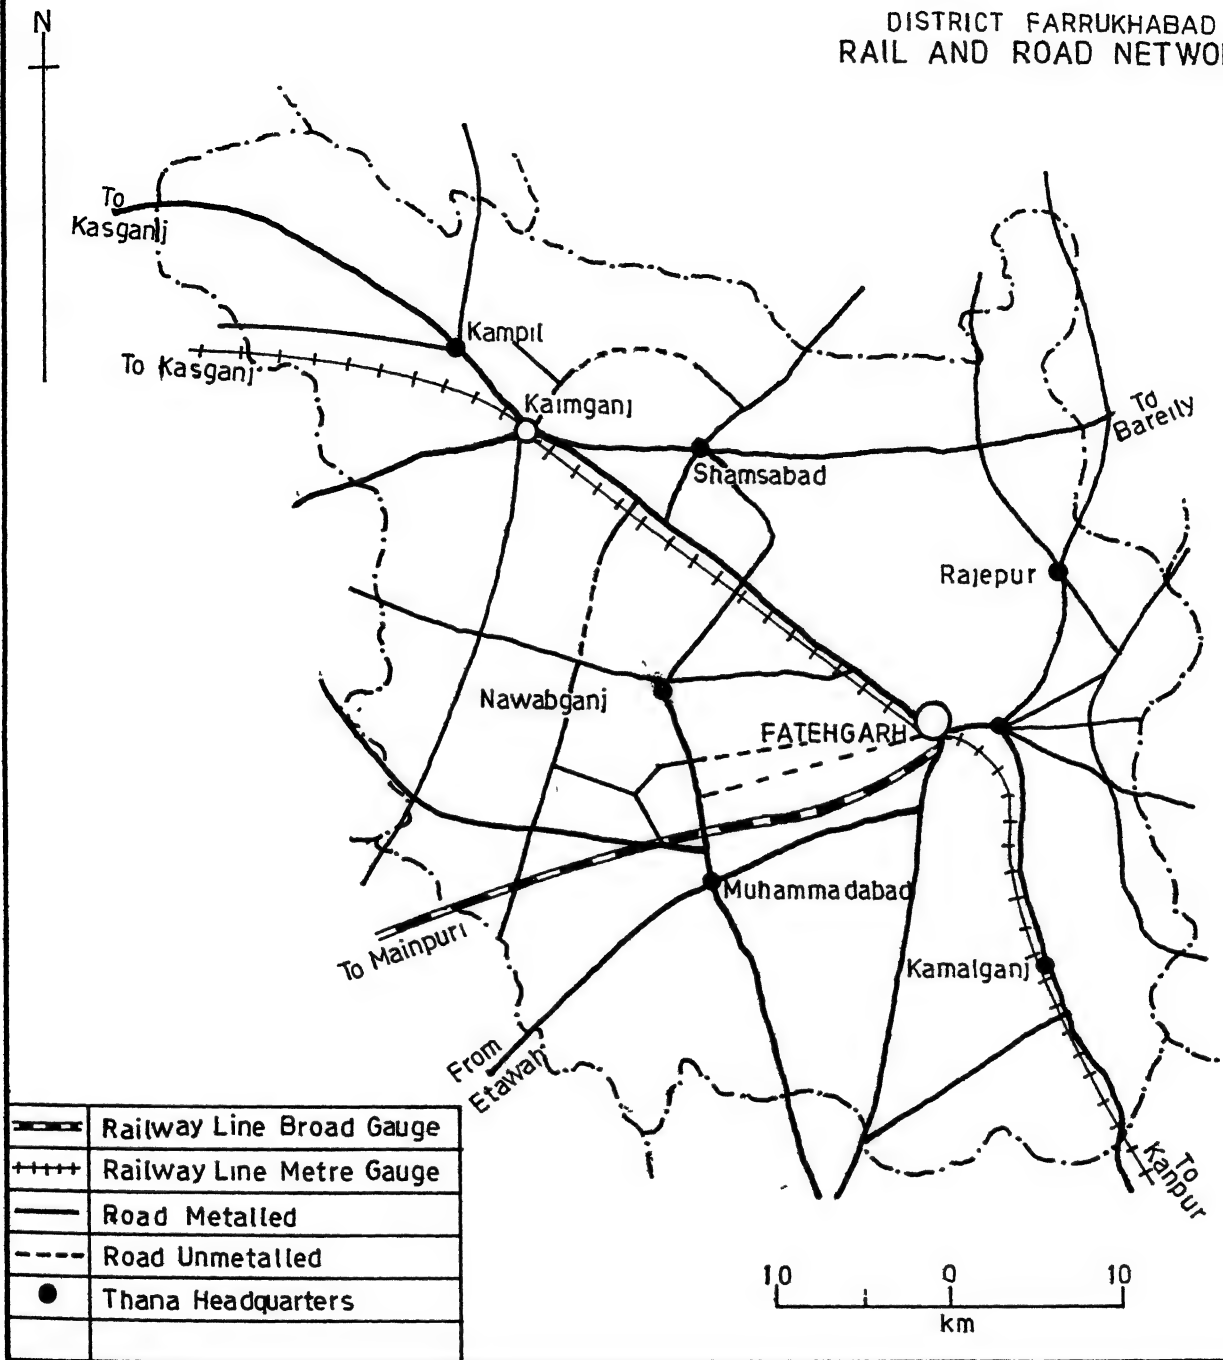 N
DISTRICT FARRUKHABAD
RAIL AND ROAD
To
Kasganj
Kampil
To Kasganj
Kaimganj
To
Bareily
Shamsabad
Rajepur
Nawabganj
FATEHGARH
Muhammadabad
To Mainpuri
Kamalganj
From
Etawah
To
Kanpur
Railway Line Broad Gauge
Railway Line Metre Gauge
Road Metalled
Road Unmetalled
Thana Headquarters
10 0 10
km